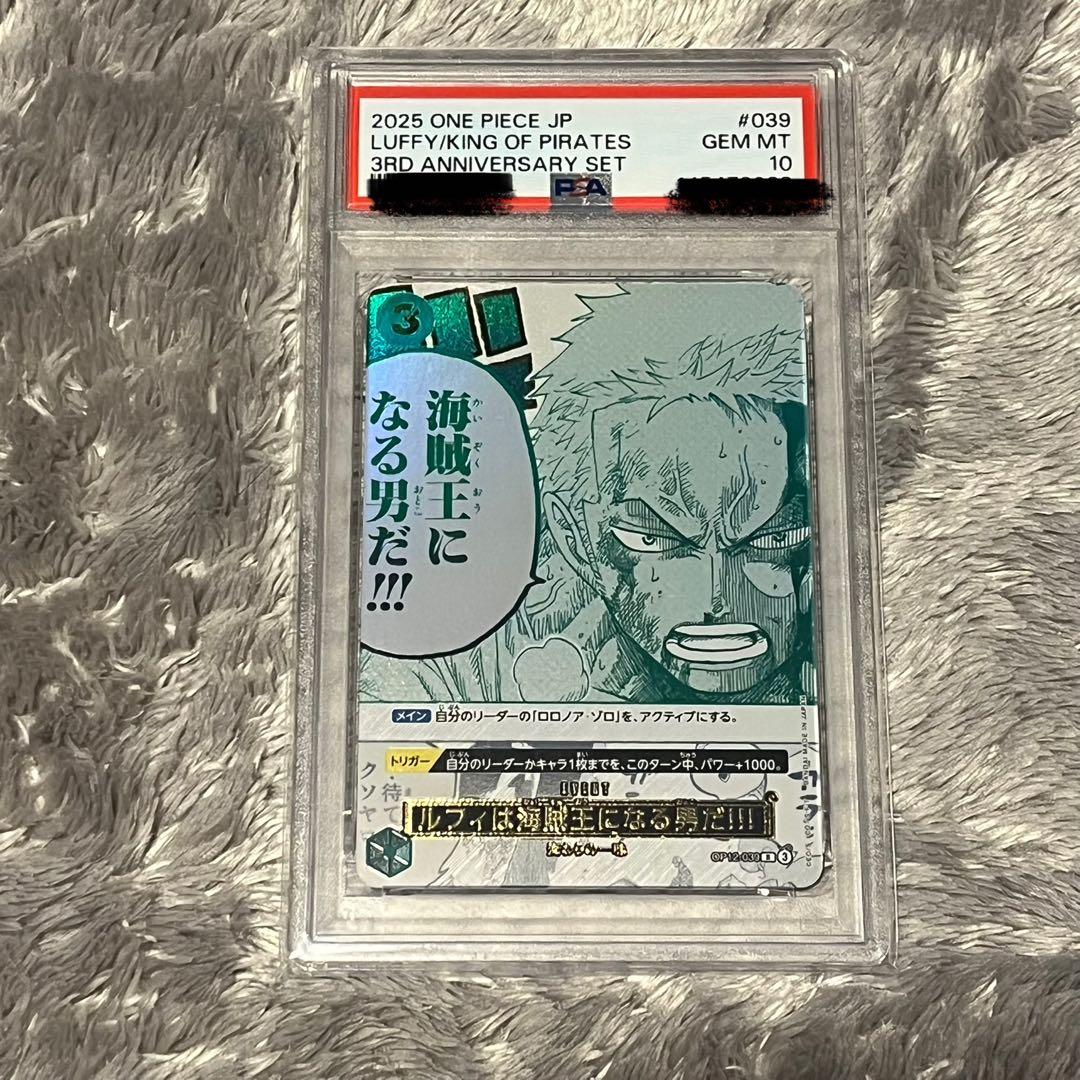 2025 ONE PIECE JP #039
LUFFY/KING OF PIRATES GEM MT
3RD ANNIVERSARY SET 10
PSA
3
海賊王に
なる男だ!!!
メイン 自分のリーダーの「ロロノア・ゾロ」を、アクティブにする。
トリガー 自分のリーダーかキャラ1枚までを、このターン中、パワー+1000。
EVENT
ルフィは海賊王になる男だ!!!
麦わらの一味
OP12-039 R 3